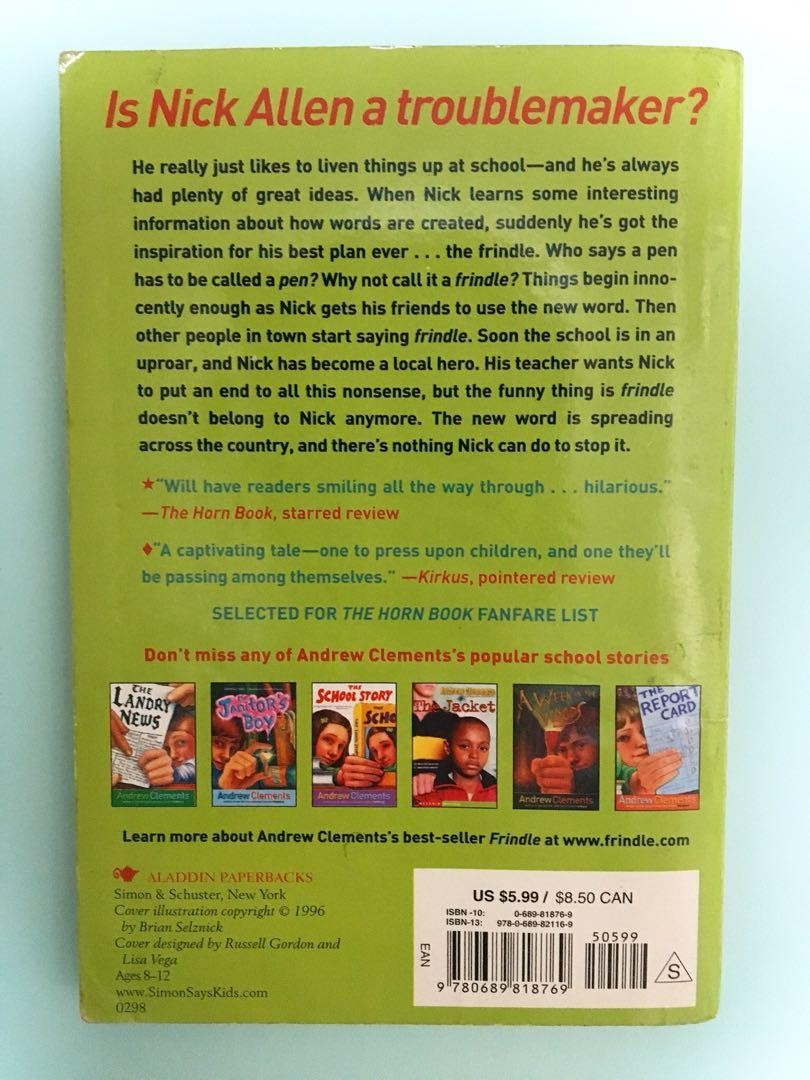 Is Nick Allen a troublemaker?
He really just likes to liven things up at school—and he's always
had plenty of great ideas. When Nick learns some interesting
information about how words are created, suddenly he's got the
inspiration for his best plan ever . . . the frindle. Who says a pen
has to be called a pen? Why not call it a frindle? Things begin inno-
cently enough as Nick gets his friends to use the new word. Then
other people in town start saying frindle. Soon the school is in an
uproar, and Nick has become a local hero. His teacher wants Nick
to put an end to all this nonsense, but the funny thing is frindle
doesn't belong to Nick anymore. The new word is spreading
across the country, and there's nothing Nick can do to stop it.
★"Will have readers smiling all the way through . . . hilarious."
—The Horn Book, starred review
♦"A captivating tale—one to press upon children, and one they'll
be passing among themselves." —Kirkus, pointered review
SELECTED FOR THE HORN BOOK FANFARE LIST
Don't miss any of Andrew Clements's popular school stories
THE
LANDRY
NEWS
Andrew Clements
THE
JANITOR'S
BOY
Andrew Clements
THE
SCHOOL STORY
THE
SCHO
Andrew Clements
Andrew Clements
The Jacket
A WEEK IN THE
WOODS
Andrew Clements
THE
REPORT
CARD
Andrew Clements
Learn more about Andrew Clements's best-seller Frindle at www.frindle.com
ALADDIN PAPERBACKS
Simon & Schuster, New York
Cover illustration copyright © 1996
by Brian Selznick
Cover designed by Russell Gordon and
Lisa Vega
Ages 8–12
www.SimonSaysKids.com
0298
US $5.99 / $8.50 CAN
ISBN -10: 0-689-81876-9
ISBN-13: 978-0-689-82116-9
50599
EAN
9 780689 818769
S